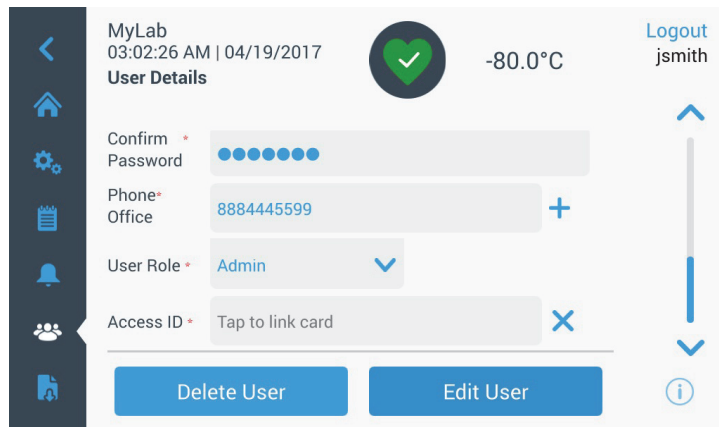 MyLab
03:02:26 AM | 04/19/2017
User Details
-80.0°C
Logout
jsmith
Confirm *
Password
●●●●●●●
Phone*
Office
8884445599
User Role *
Admin
Access ID *
Tap to link card
Delete User
Edit User